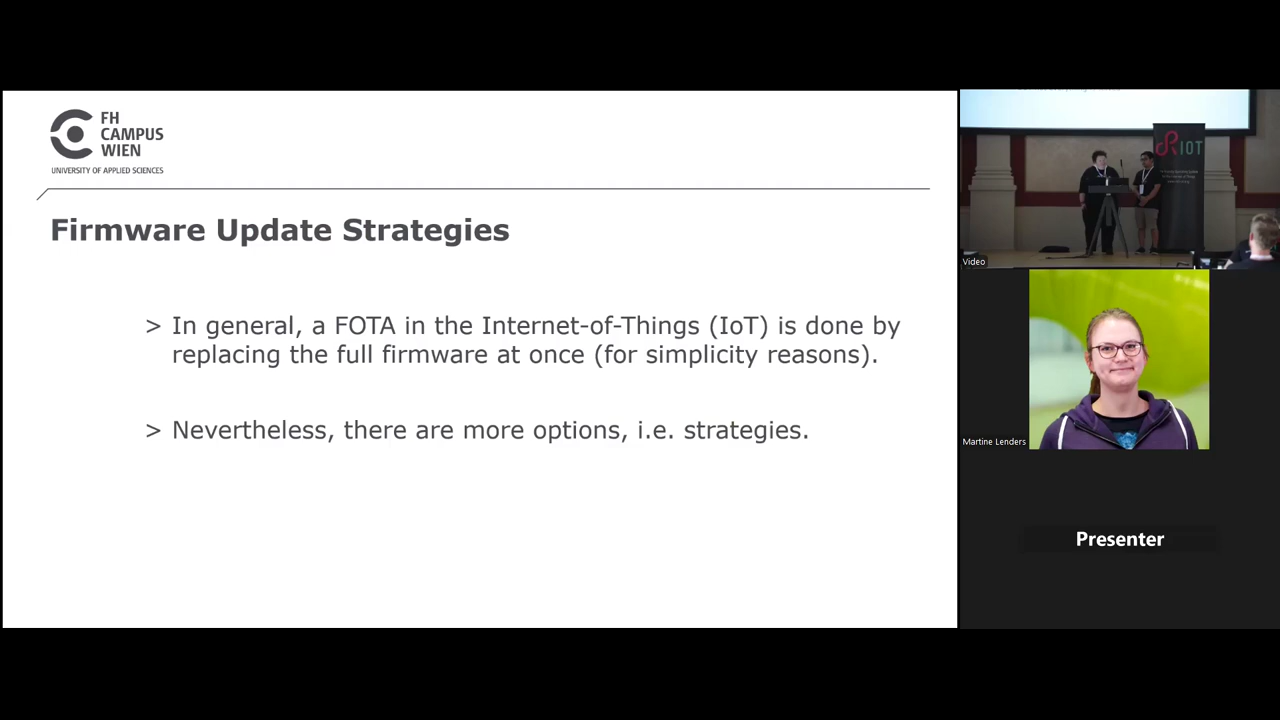 FH
CAMPUS
WIEN
UNIVERSITY OF APPLIED SCIENCES
Firmware Update Strategies
> In general, a FOTA in the Internet-of-Things (IoT) is done by
replacing the full firmware at once (for simplicity reasons).
> Nevertheless, there are more options, i.e. strategies.
RIOT
Video
Martine Lenders
Presenter